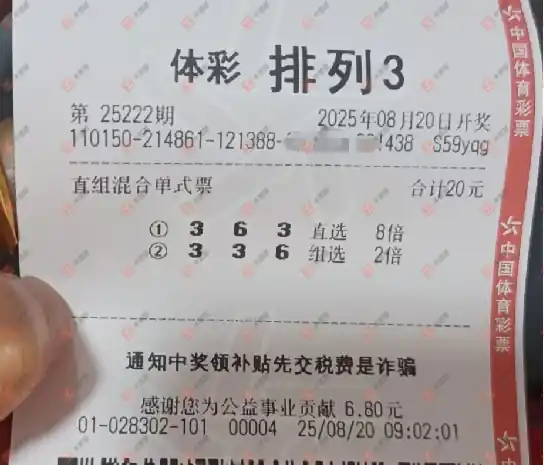 体彩 排列3
第 25222期 2025年08月20日开奖
110150-214861-121388- 1438 S59yqg
直组混合单式票 合计20元
① 3 6 3 直选 8倍
② 3 3 6 组选 2倍
通知中奖领补贴先交税费是诈骗
感谢您为公益事业贡献 6.80元
01-028302-101 00004 25/08/20 09:02:01
中国体育彩票
中国体育彩票